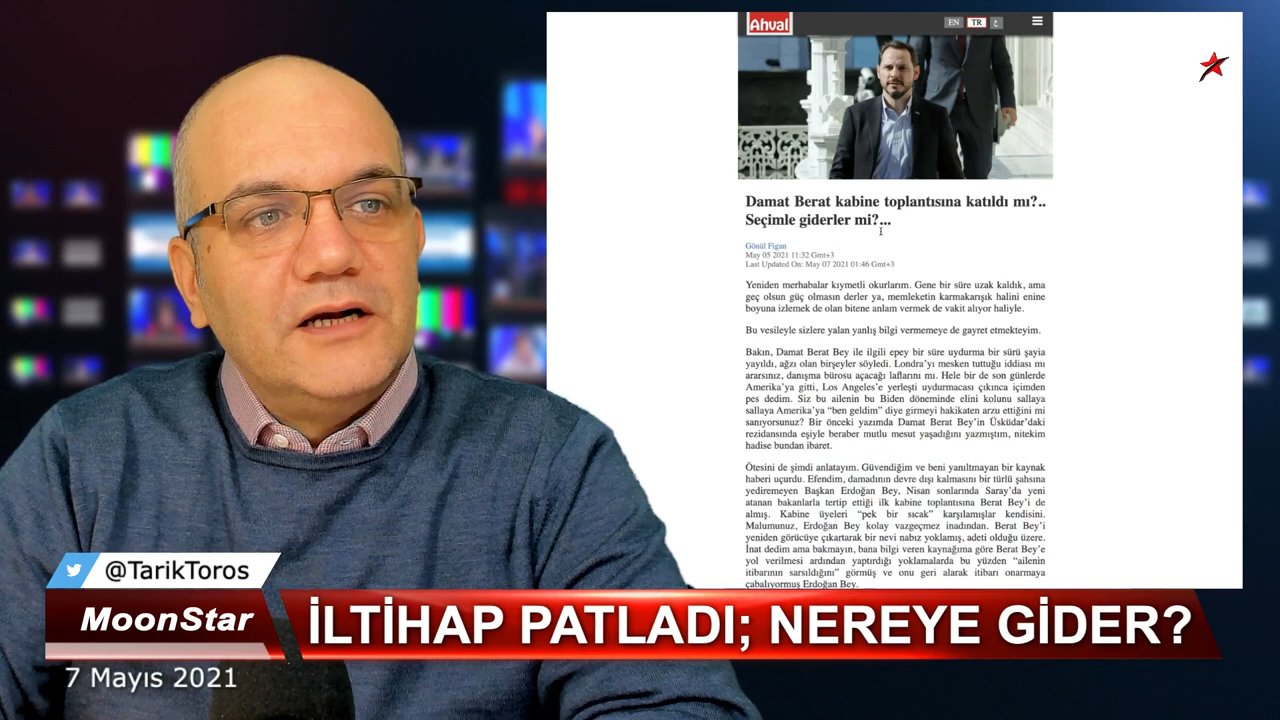 Ahval
EN TR ع
Damat Berat kabine toplantısına katıldı mı?..
Seçimle giderler mi?...
Gönül Figan
May 05 2021 11:32 Gmt+3
Last Updated On: May 07 2021 01:46 Gmt+3
Yeniden merhabalar kıymetli okurlarım. Gene bir süre uzak kaldık, ama
geç olsun güç olmasın derler ya, memleketin karmakarışık halini enine
boyuna izlemek de olan bitene anlam vermek de vakit alıyor haliyle.
Bu vesileyle sizlere yalan yanlış bilgi vermemeye de gayret etmekteyim.
Bakın, Damat Berat Bey ile ilgili epey bir süre uydurma bir sürü şayia
yayıldı, ağzı olan birşeyler söyledi. Londra'yı mesken tuttuğu iddiası mı
ararsınız, danışma bürosu açacağı laflarını mı. Hele bir de son günlerde
Amerika'ya gitti, Los Angeles'e yerleşti uydurmacası çıkınca içimden
pes dedim. Siz bu ailenin bu Biden döneminde elini kolunu sallaya
sallaya Amerika'ya “ben geldim” diye girmeyi hakikaten arzu ettiğini mi
sanıyorsunuz? Bir önceki yazımda Damat Berat Bey'in Üsküdar'daki
rezidansında eşiyle beraber mutlu mesut yaşadığını yazmıştım, nitekim
hadise bundan ibaret.
Ötesini de şimdi anlatayım. Güvendiğim ve beni yanıltmayan bir kaynak
haberi uçurdu. Efendim, damadının devre dışı kalmasını bir türlü şahsına
yediremeyen Başkan Erdoğan Bey, Nisan sonlarında Saray'da yeni
atanan bakanlarla tertip ettiği ilk kabine toplantısına Berat Bey'i de
almış. Kabine üyeleri “pek bir sıcak” karşılamışlar kendisini.
Malumunuz, Erdoğan Bey kolay vazgeçmez inadından. Berat Bey'i
yeniden görücüye çıkartarak bir nevi nabız yoklamış, adeti olduğu üzere.
İnat dedim ama bakmayın, bana bilgi veren kaynağıma göre Berat Bey'e
yol verilmesi ardından yaptırdığı yoklamalarda bu yüzden “ailenin
itibarının sarsıldığını” görmüş ve onu geri alarak itibarı onarmaya
çabalıyormuş Erdoğan Bey.
@TarikToros
MoonStar
İLTİHAP PATLADI; NEREYE GİDER?
7 Mayıs 2021